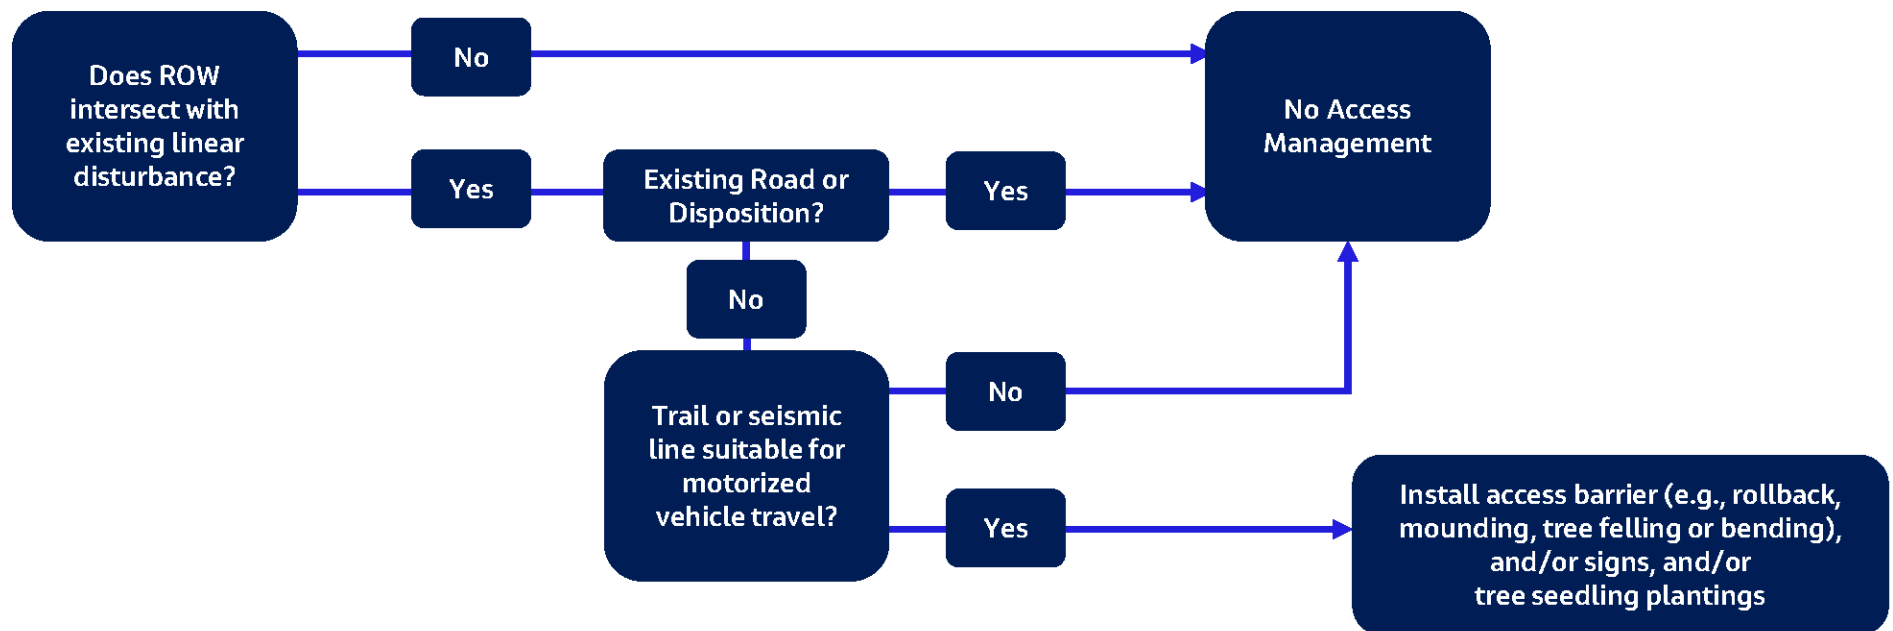 Does ROW
intersect with
existing linear
disturbance?
No
No Access
Management
Yes
Existing Road or
Disposition?
Yes
No
Trail or seismic
line suitable for
motorized
vehicle travel?
No
Yes
Install access barrier (e.g., rollback,
mounding, tree felling or bending),
and/or signs, and/or
tree seedling plantings